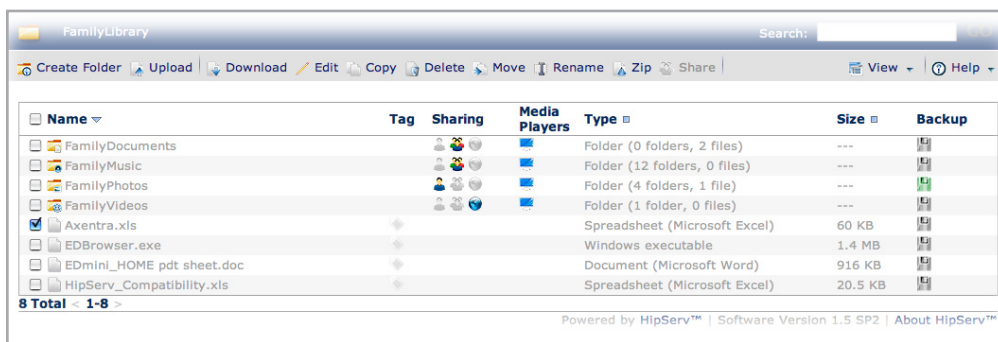 FamilyLibrary Search: GO
Create Folder Upload Download Edit Copy Delete Move Rename Zip Share View Help
Name Tag Sharing Media Players Type Size Backup
FamilyDocuments Folder (0 folders, 2 files) ---
FamilyMusic Folder (12 folders, 0 files) ---
FamilyPhotos Folder (4 folders, 1 file) ---
FamilyVideos Folder (1 folder, 0 files) ---
Axentra.xls Spreadsheet (Microsoft Excel) 60 KB
EDBrowser.exe Windows executable 1.4 MB
EDmini_HOME pdt sheet.doc Document (Microsoft Word) 916 KB
HipServ_Compatibility.xls Spreadsheet (Microsoft Excel) 20.5 KB
8 Total < 1-8 >
Powered by HipServ™ | Software Version 1.5 SP2 | About HipServ™